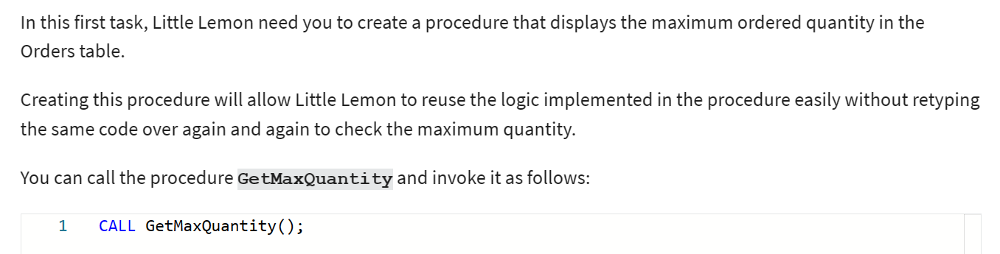 In this first task, Little Lemon need you to create a procedure that displays the maximum ordered quantity in the
Orders table.
Creating this procedure will allow Little Lemon to reuse the logic implemented in the procedure easily without retyping
the same code over again and again to check the maximum quantity.
You can call the procedure GetMaxQuantity and invoke it as follows:
1 CALL GetMaxQuantity();